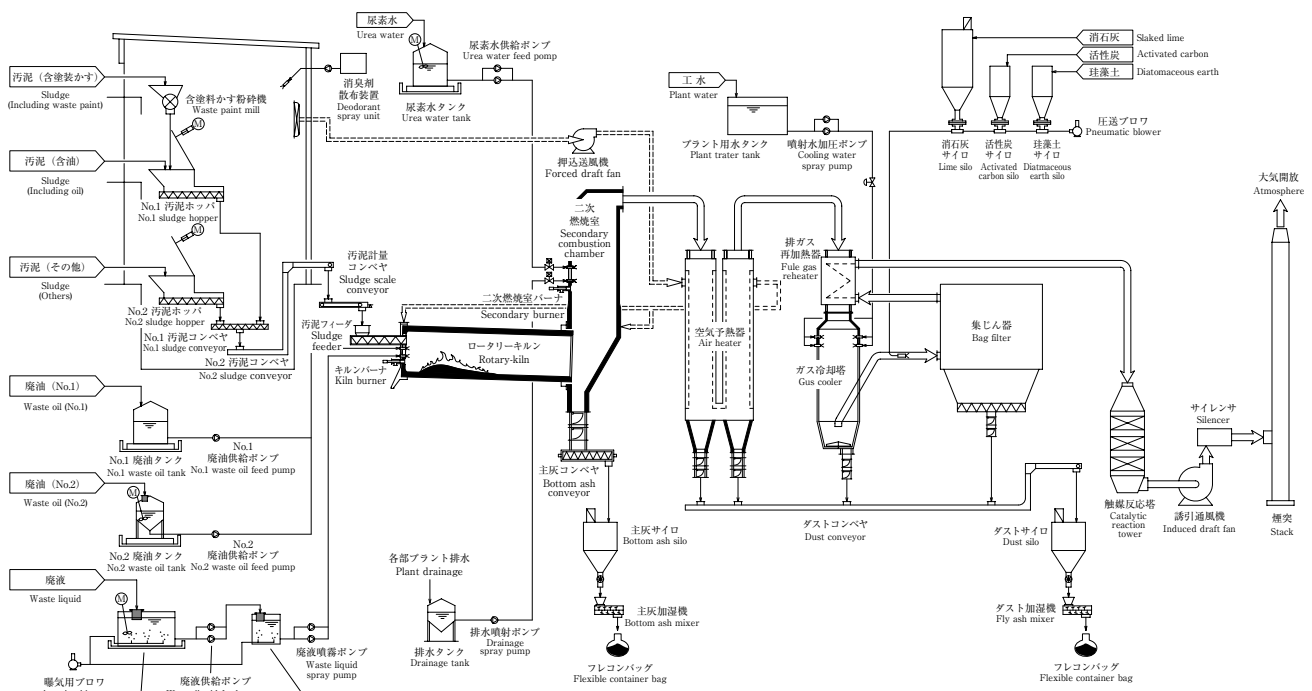 汚泥（含塗装かす）
Sludge
(Including waste paint)
含塗料かす粉砕機
Waste paint mill
M
汚泥（含油）
Sludge
(Including oil)
No.1 汚泥ホッパ
No.1 sludge hopper
M
汚泥（その他）
Sludge
(Others)
No.2 汚泥ホッパ
No.2 sludge hopper
No.1 汚泥コンベヤ
No.1 sludge conveyor
No.2 汚泥コンベヤ
No.2 sludge conveyor
消臭剤
散布装置
Deodorant
spray unit
尿素水
Urea water
M
尿素水タンク
Urea water tank
尿素水供給ポンプ
Urea water feed pump
押込送風機
Forced draft fan
汚泥計量
コンベヤ
Sludge scale
conveyor
汚泥フィーダ
Sludge
feeder
キルンバーナ
Kiln burner
ロータリーキルン
Rotary-kiln
二次
燃焼室
Secondary
combustion
chamber
二次燃焼室バーナ
Secondary burner
主灰コンベヤ
Bottom ash
conveyor
工 水
Plant water
プラント用水タンク
Plant trater tank
噴射水加圧ポンプ
Cooling water
spray pump
空気予熱器
Air heater
排ガス
再加熱器
Fule gas
reheater
ガス冷却塔
Gus cooler
消石灰
Slaked lime
活性炭
Activated carbon
珪藻土
Diatomaceous earth
消石灰
サイロ
Lime silo
活性炭
サイロ
Activated
carbon silo
珪藻土
サイロ
Diatmaceous
earth silo
圧送ブロワ
Pneumatic blower
集じん器
Bag filter
大気開放
Atmosphere
サイレンサ
Silencer
触媒反応塔
Catalytic
reaction
tower
誘引通風機
Induced draft fan
煙突
Stack
廃油（No.1）
Waste oil (No.1)
No.1 廃油タンク
No.1 waste oil tank
No.1
廃油供給ポンプ
No.1 waste oil feed pump
廃油（No.2）
Waste oil (No.2)
M
No.2 廃油タンク
No.2 waste oil tank
No.2
廃油供給ポンプ
No.2 waste oil feed pump
廃液
Waste liquid
M
曝気用ブロワ
廃液供給ポンプ
廃液噴霧ポンプ
Waste liquid
spray pump
各部プラント排水
Plant drainage
排水タンク
Drainage tank
排水噴射ポンプ
Drainage
spray pump
主灰サイロ
Bottom ash silo
主灰加湿機
Bottom ash mixer
フレコンバッグ
Flexible container bag
ダストコンベヤ
Dust conveyor
ダストサイロ
Dust silo
ダスト加湿機
Fly ash mixer
フレコンバッグ
Flexible container bag